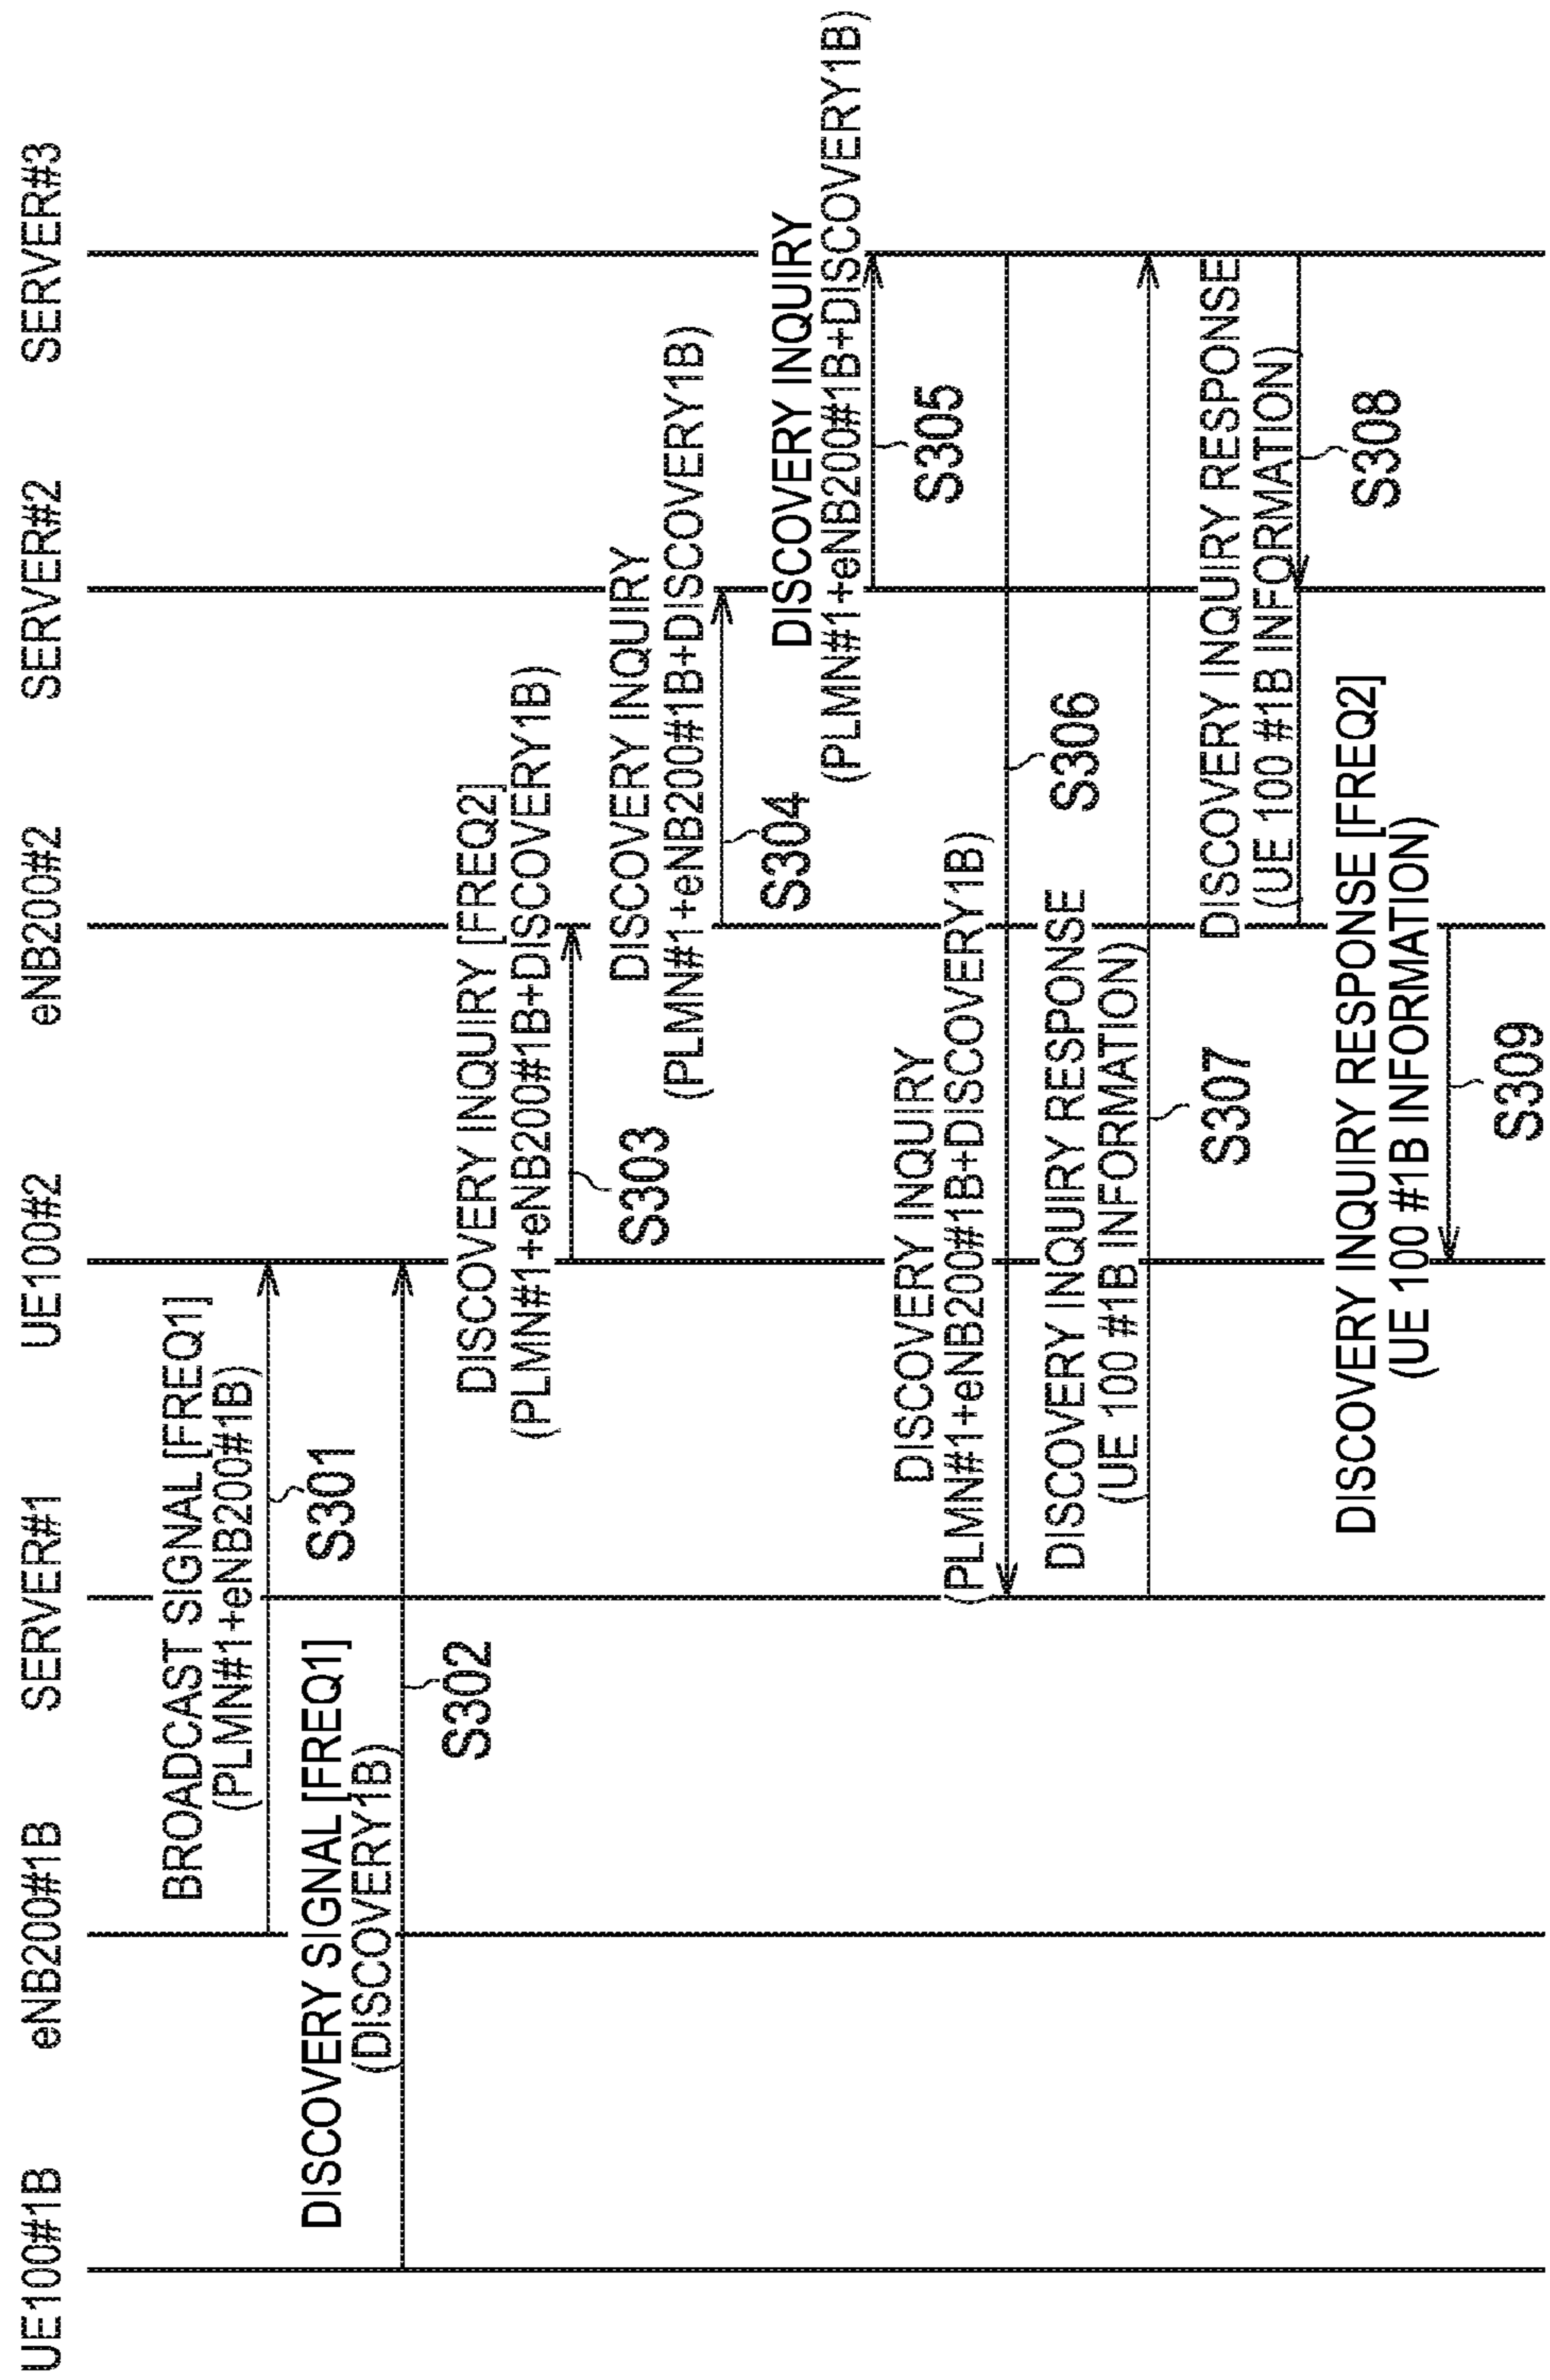 UE100#1B
eNB200#1B
SERVER#1
UE100#2
eNB200#2
SERVER#2
SERVER#3
BROADCAST SIGNAL [FREQ1]
(PLMN#1+eNB200#1B)
S301
DISCOVERY SIGNAL [FREQ1]
(DISCOVERY1B)
S302
DISCOVERY INQUIRY [FREQ2]
(PLMN#1+eNB200#1B+DISCOVERY1B)
S303
DISCOVERY INQUIRY
(PLMN#1+eNB200#1B+DISCOVERY1B)
S304
DISCOVERY INQUIRY
(PLMN#1+eNB200#1B+DISCOVERY1B)
S305
DISCOVERY INQUIRY
(PLMN#1+eNB200#1B+DISCOVERY1B)
S306
DISCOVERY INQUIRY RESPONSE
(UE 100 #1B INFORMATION)
S307
DISCOVERY INQUIRY RESPONSE
(UE 100 #1B INFORMATION)
S308
DISCOVERY INQUIRY RESPONSE [FREQ2]
(UE 100 #1B INFORMATION)
S309